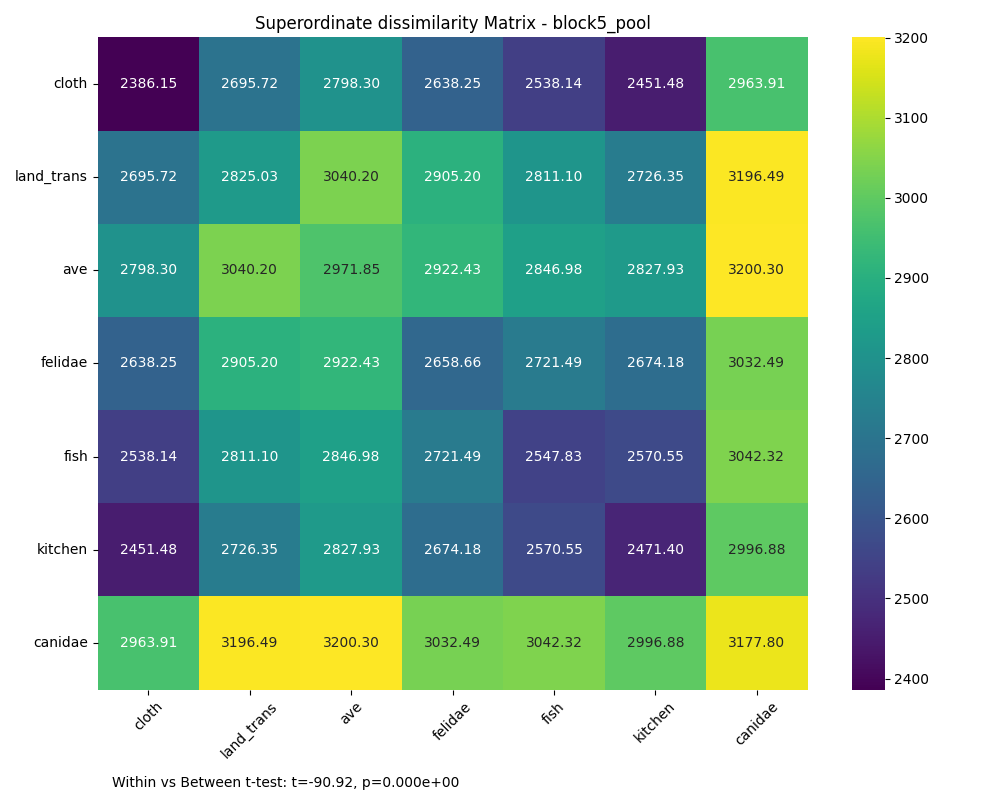 Superordinate dissimilarity Matrix - block5_pool
cloth 2386.15 2695.72 2798.30 2638.25 2538.14 2451.48 2963.91
land_trans 2695.72 2825.03 3040.20 2905.20 2811.10 2726.35 3196.49
ave 2798.30 3040.20 2971.85 2922.43 2846.98 2827.93 3200.30
felidae 2638.25 2905.20 2922.43 2658.66 2721.49 2674.18 3032.49
fish 2538.14 2811.10 2846.98 2721.49 2547.83 2570.55 3042.32
kitchen 2451.48 2726.35 2827.93 2674.18 2570.55 2471.40 2996.88
canidae 2963.91 3196.49 3200.30 3032.49 3042.32 2996.88 3177.80
cloth land_trans ave felidae fish kitchen canidae
3200
3100
3000
2900
2800
2700
2600
2500
2400
Within vs Between t-test: t=-90.92, p=0.000e+00